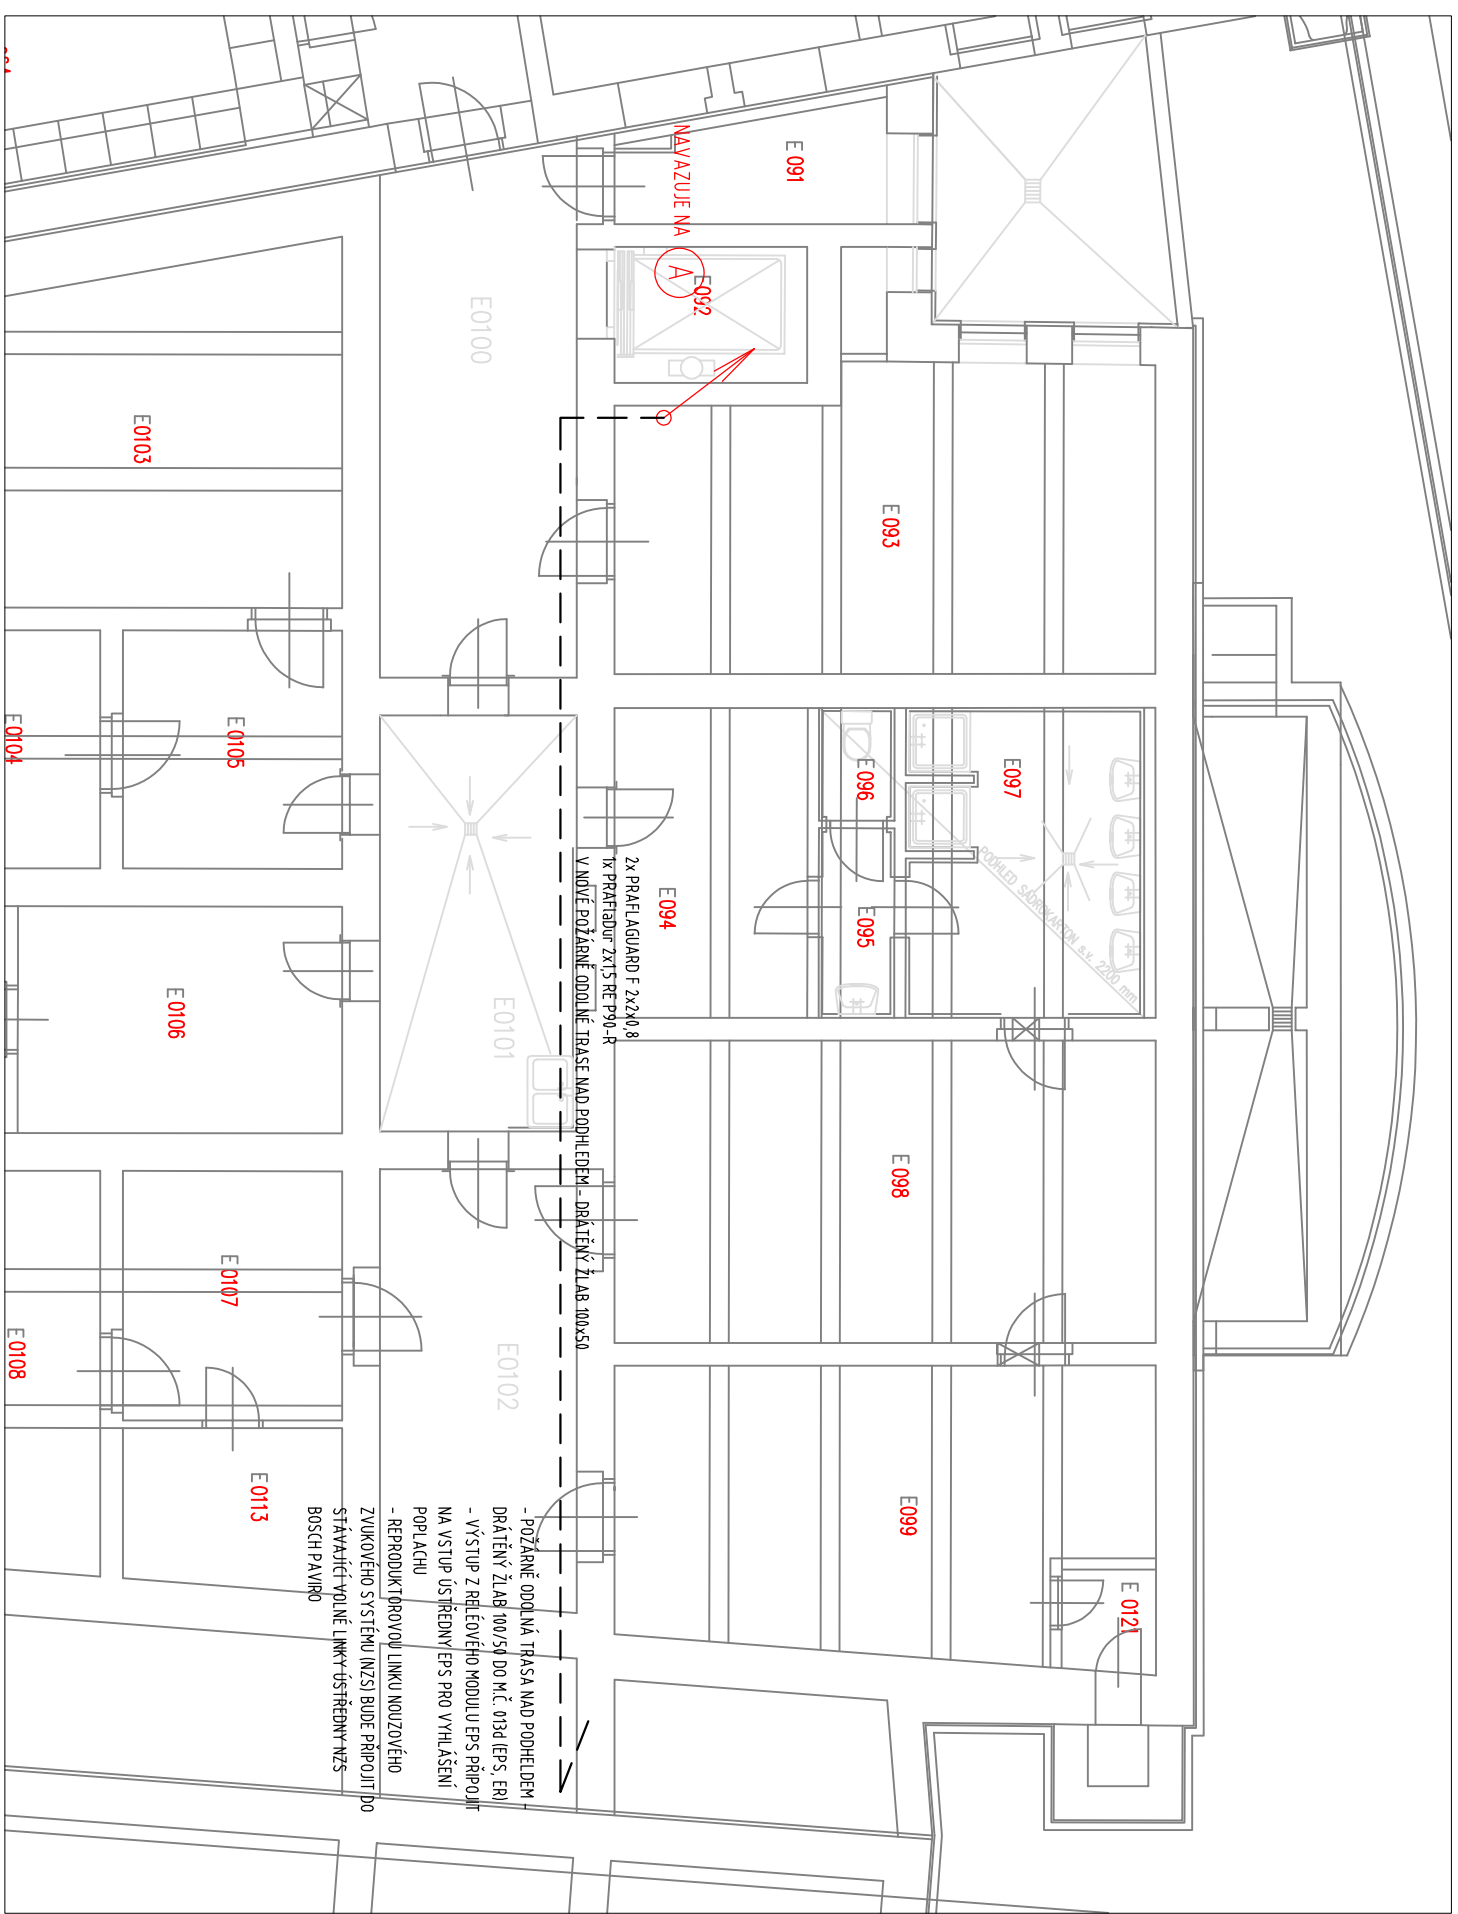 E 091
NAVAZUJE NA
A
E092
E0100
E0103
E093
E0104
E0105
E096
E097
PODHLED SÁDROKARTON s.v. 2200 mm
E094
E095
2x PRAFLAGUARD F 2x2x0,8
1x PRAFlaDur 2x1,5 RE P90-R
V NOVÉ POŽÁRNĚ ODOLNÉ TRASE NAD PODHLEDEM - DRÁTĚNÝ ŽLAB 100x50
E0106
E0101
E 098
E0107
E0108
E0102
E0113
E099
E 0121
- POŽÁRNĚ ODOLNÁ TRASA NAD PODHELDEM -
DRÁTĚNÝ ŽLAB 100/50 DO M.Č. 013d (EPS, ER)
- VÝSTUP Z RELÉOVÉHO MODULU EPS PŘIPOJIT
NA VSTUP ÚSTŘEDNY EPS PRO VYHLÁŠENÍ
POPLACHU
- REPRODUKTOROVOU LINKU NOUZOVÉHO
ZVUKOVÉHO SYSTÉMU (NZS) BUDE PŘIPOJIT DO
STÁVAJÍCÍ VOLNÉ LINKY ÚSTŘEDNY NZS
BOSCH PAVIRO